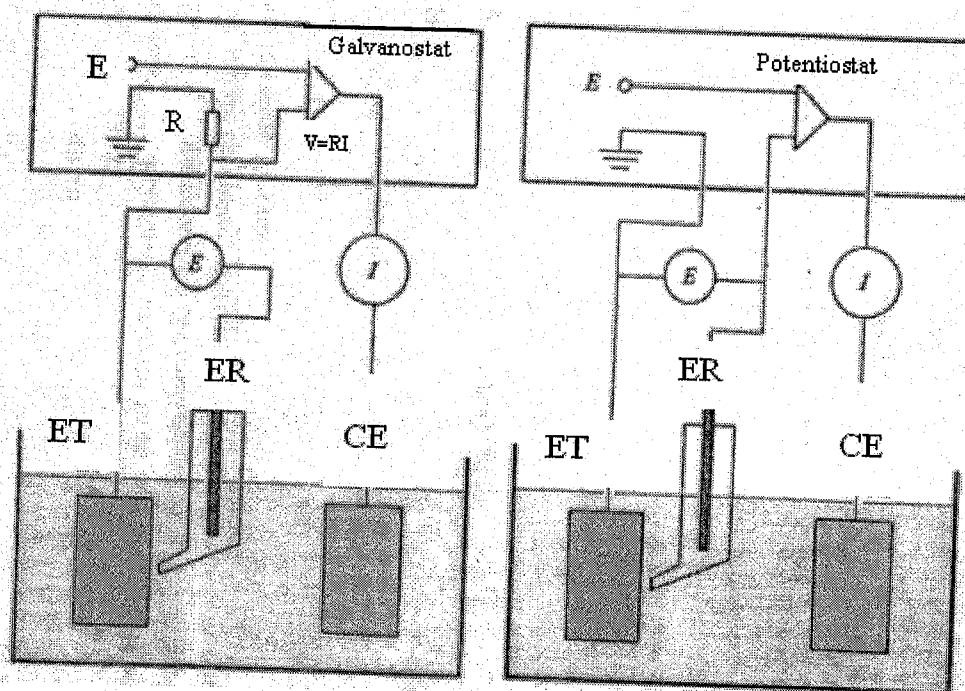 Galvanostat
E
R
V=RI
E
I
ER
ET
CE
Potentiostat
E
E
I
ER
ET
CE